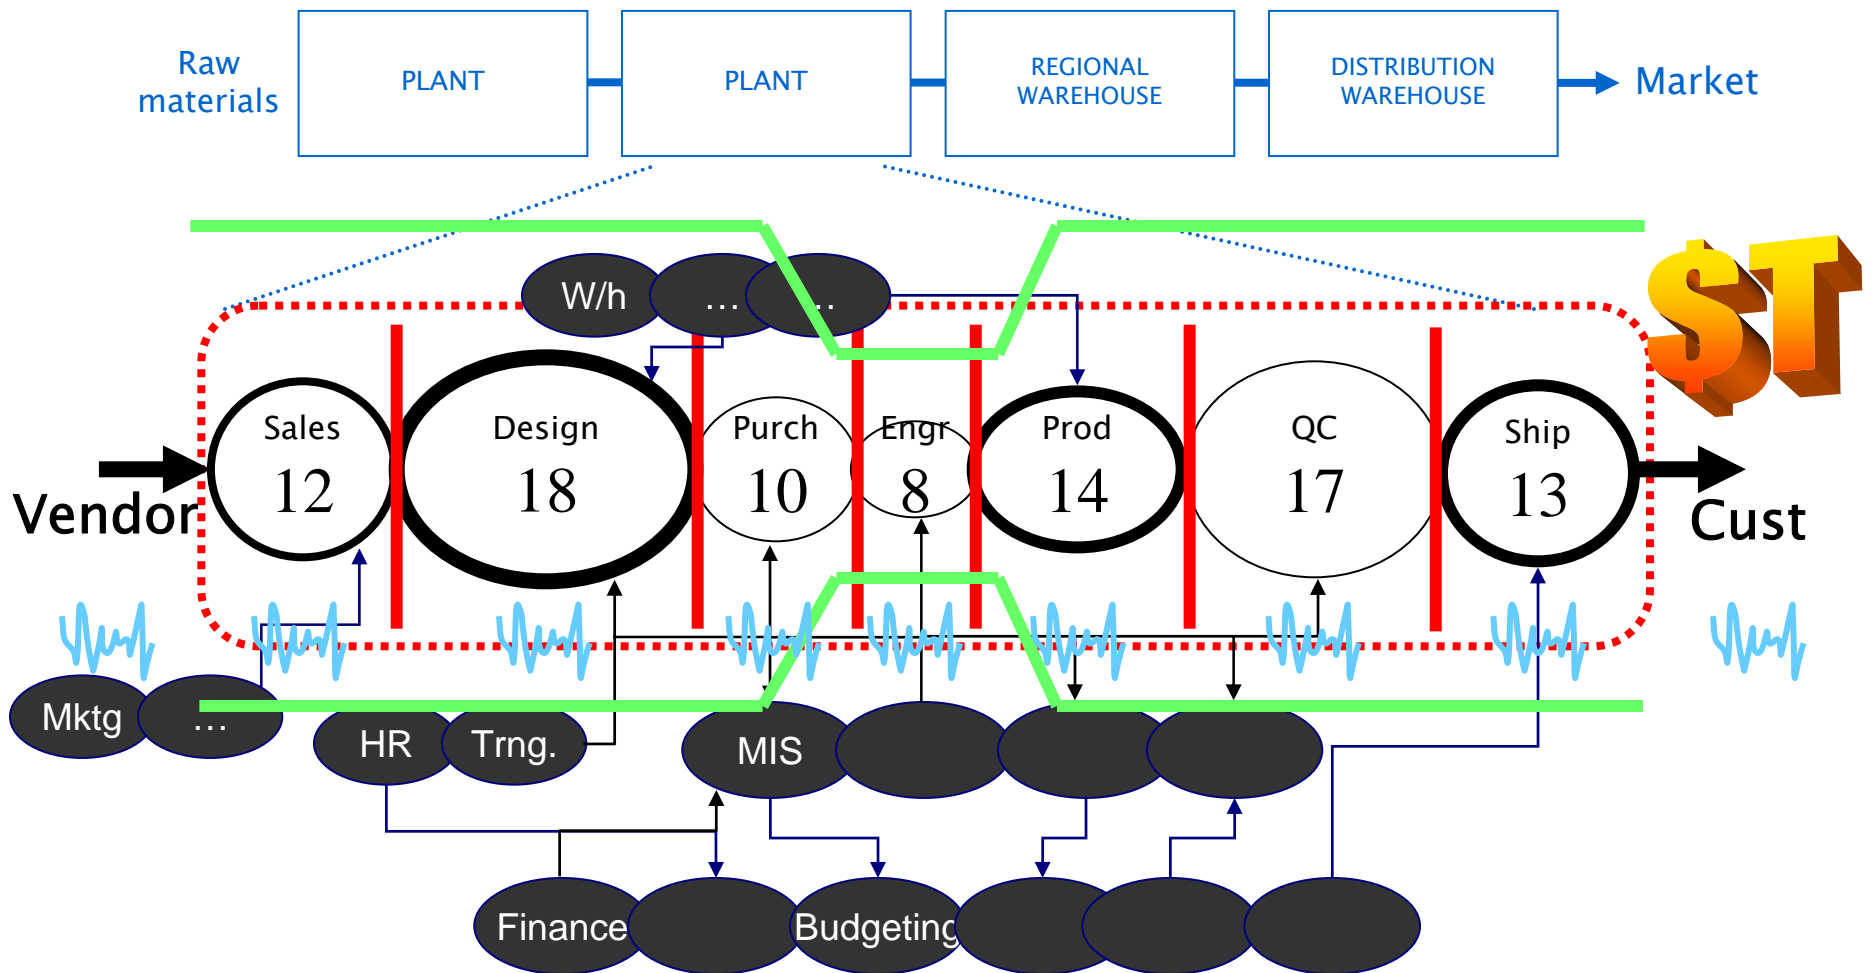 Raw
materials
PLANT
PLANT
REGIONAL
WAREHOUSE
DISTRIBUTION
WAREHOUSE
Market
$T
W/h
...
...
Sales
12
Design
18
Purch
10
Engr
8
Prod
14
QC
17
Ship
13
Vendor
Cust
Mktg
...
HR
Trng.
MIS
Finance
Budgeting